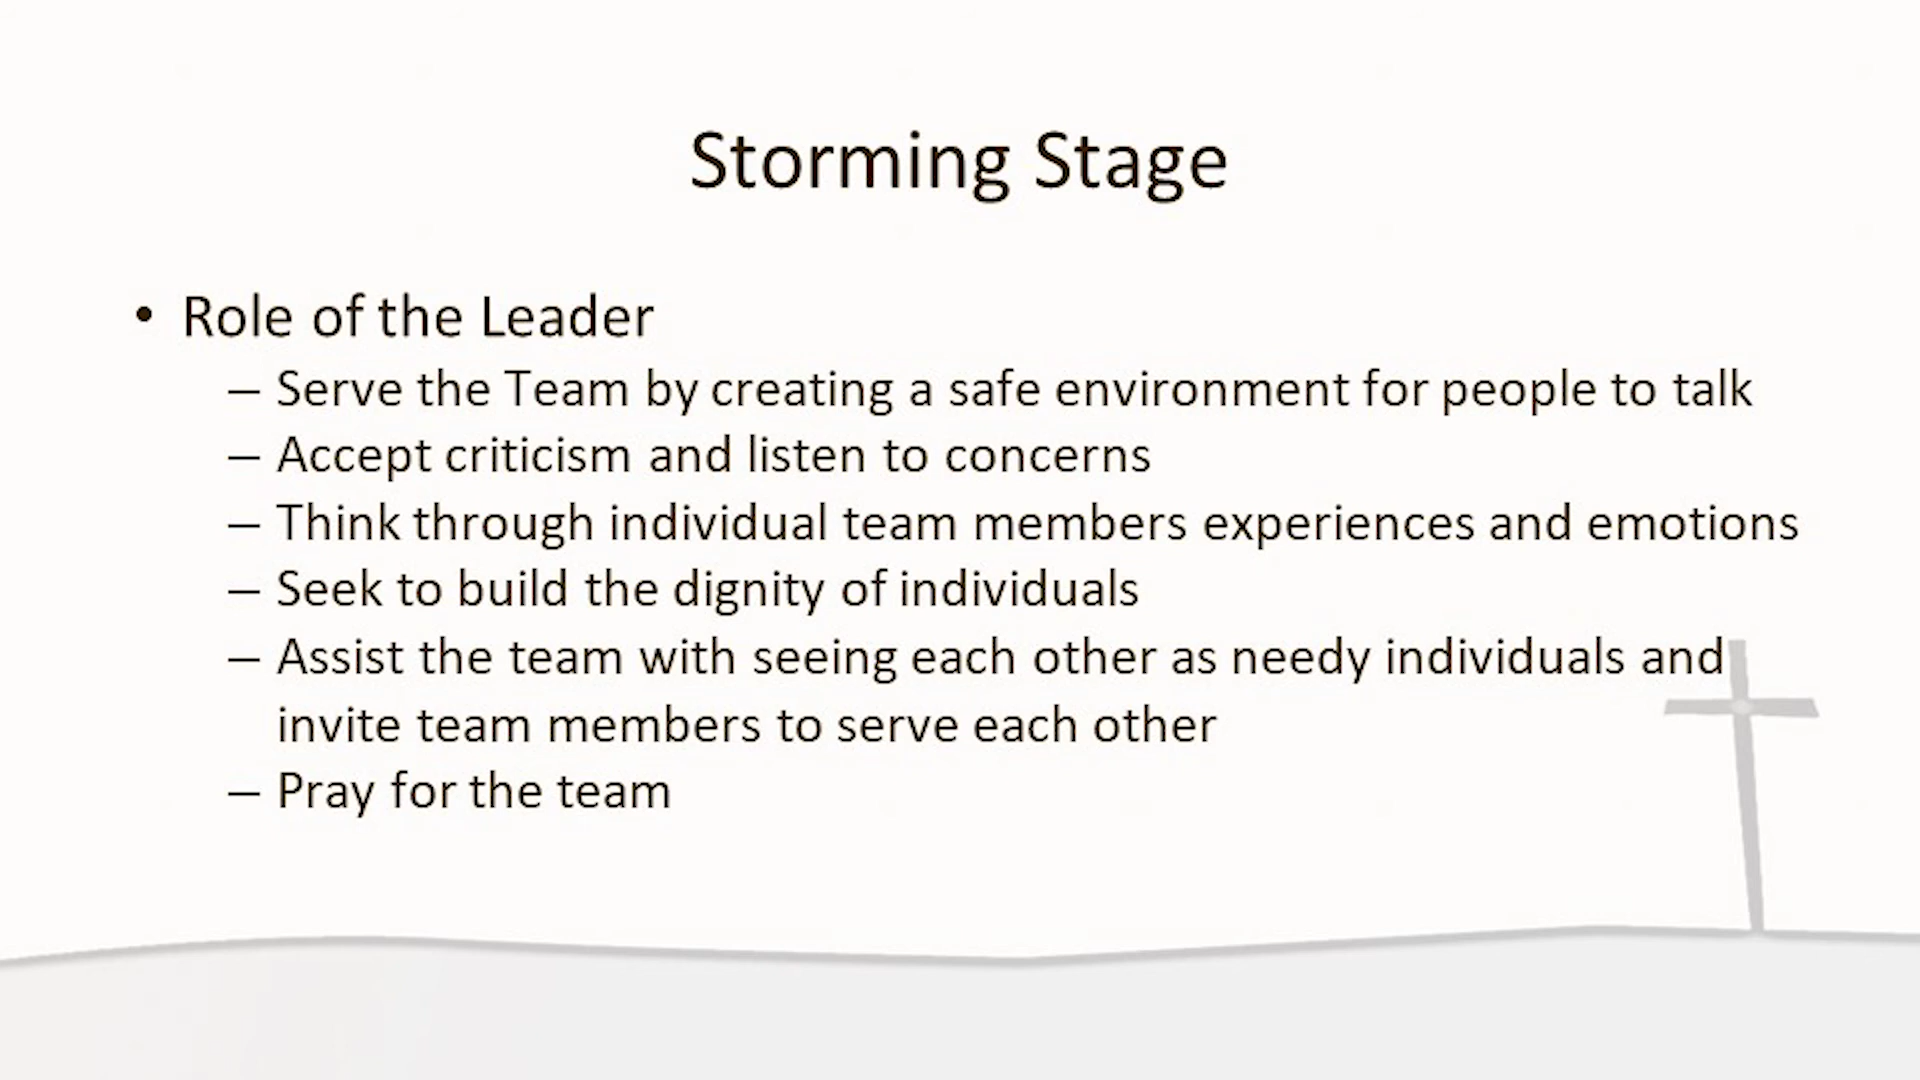 Storming Stage
• Role of the Leader
– Serve the Team by creating a safe environment for people to talk
– Accept criticism and listen to concerns
– Think through individual team members experiences and emotions
– Seek to build the dignity of individuals
– Assist the team with seeing each other as needy individuals and
invite team members to serve each other
– Pray for the team